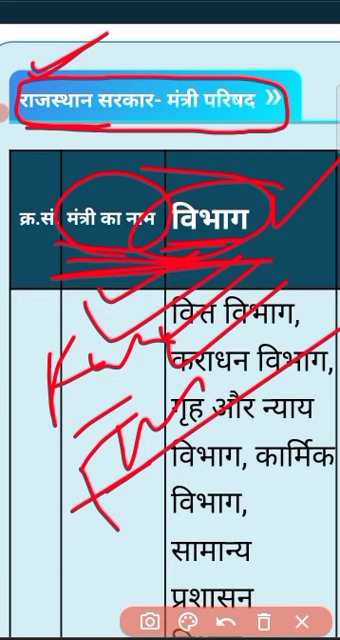 राजस्थान सरकार- मंत्री परिषद »
क्र.सं. मंत्री का नाम विभाग
वित्त विभाग,
कराधन विभाग,
गृह और न्याय
विभाग, कार्मिक
विभाग,
सामान्य
प्रशासन